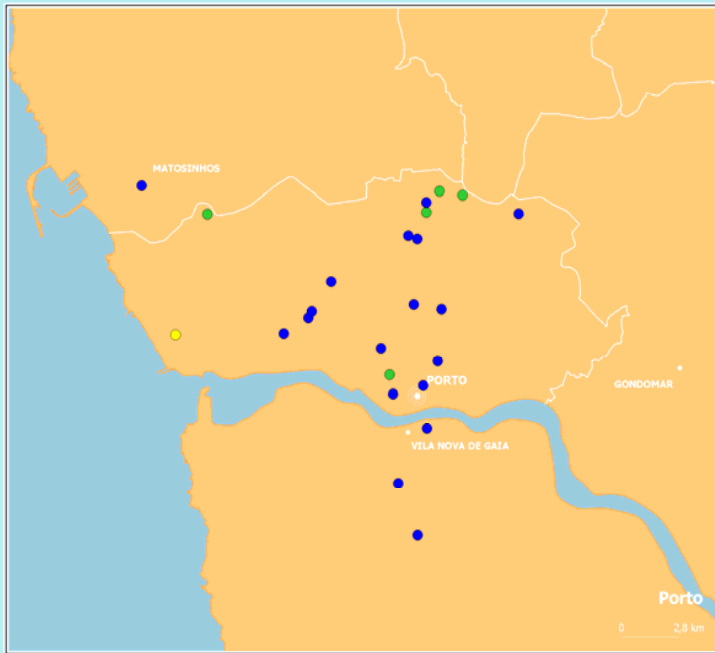 MATOSINHOS
GONDOMAR
PORTO
VILA NOVA DE GAIA
Porto
0 2,8 km